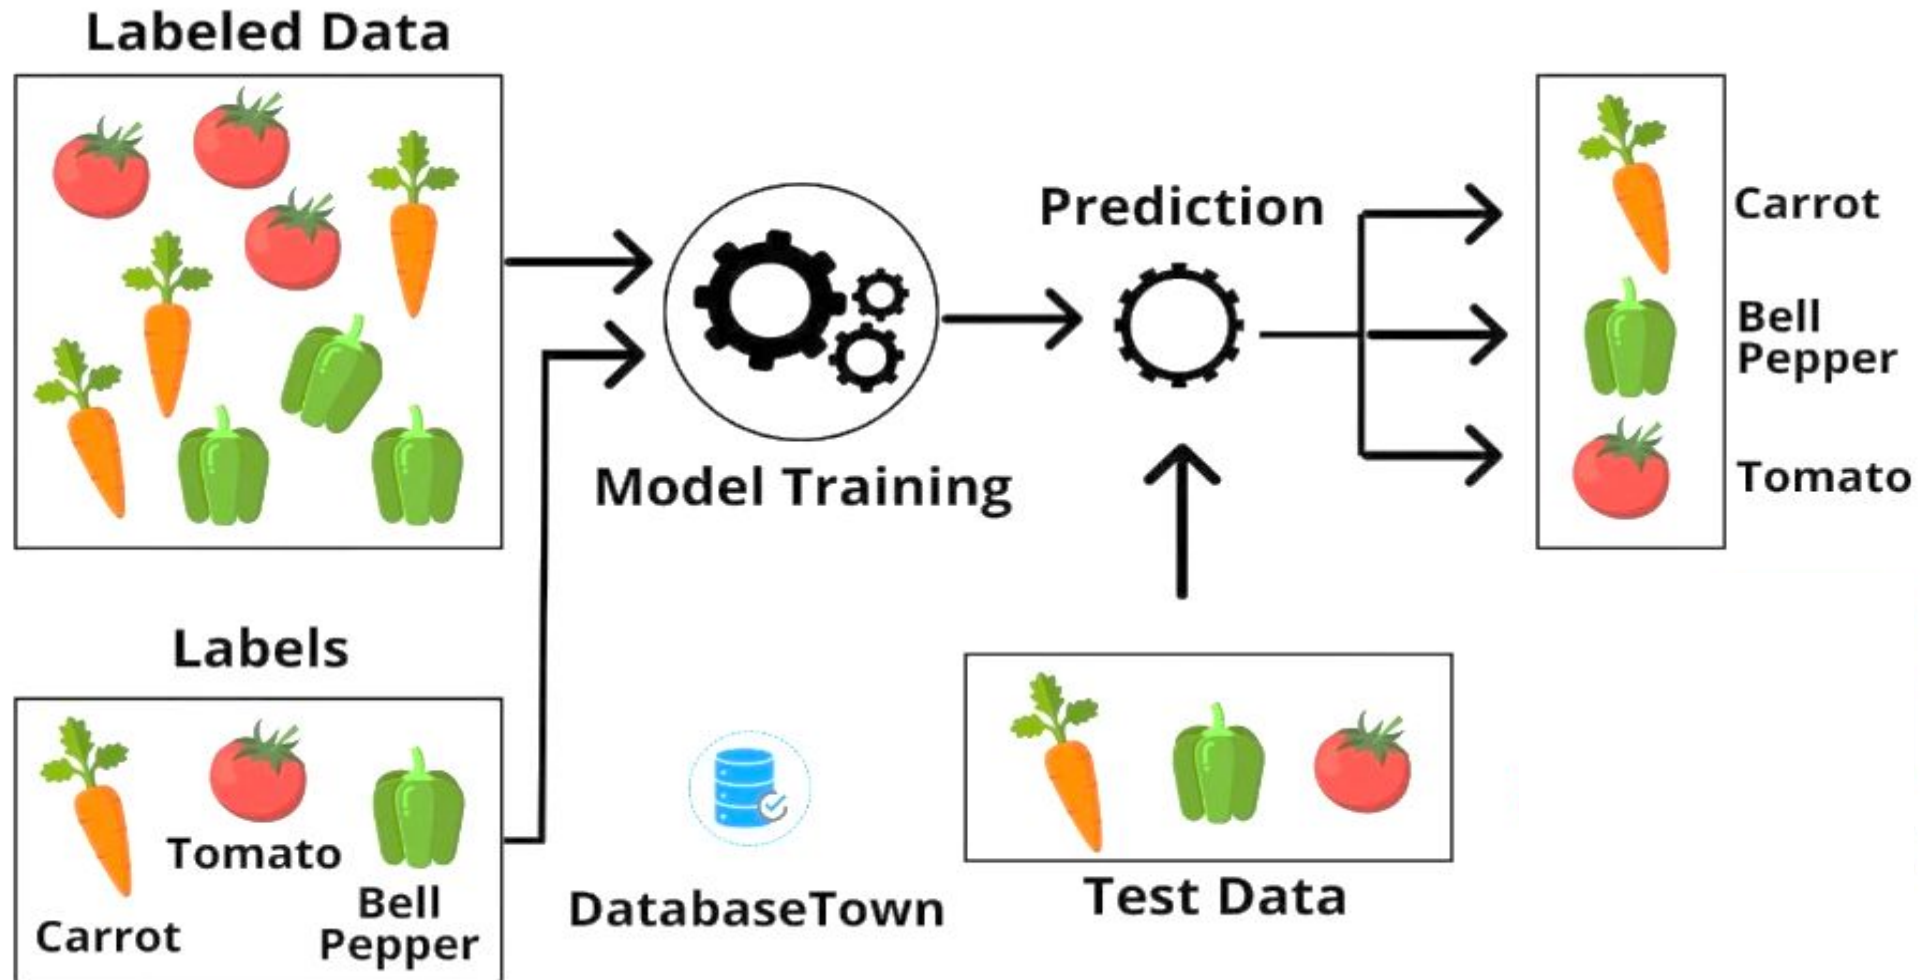 Labeled Data
Prediction
Carrot
Bell
Pepper
Tomato
Model Training
Labels
Tomato
Bell
Pepper
Carrot
DatabaseTown
Test Data